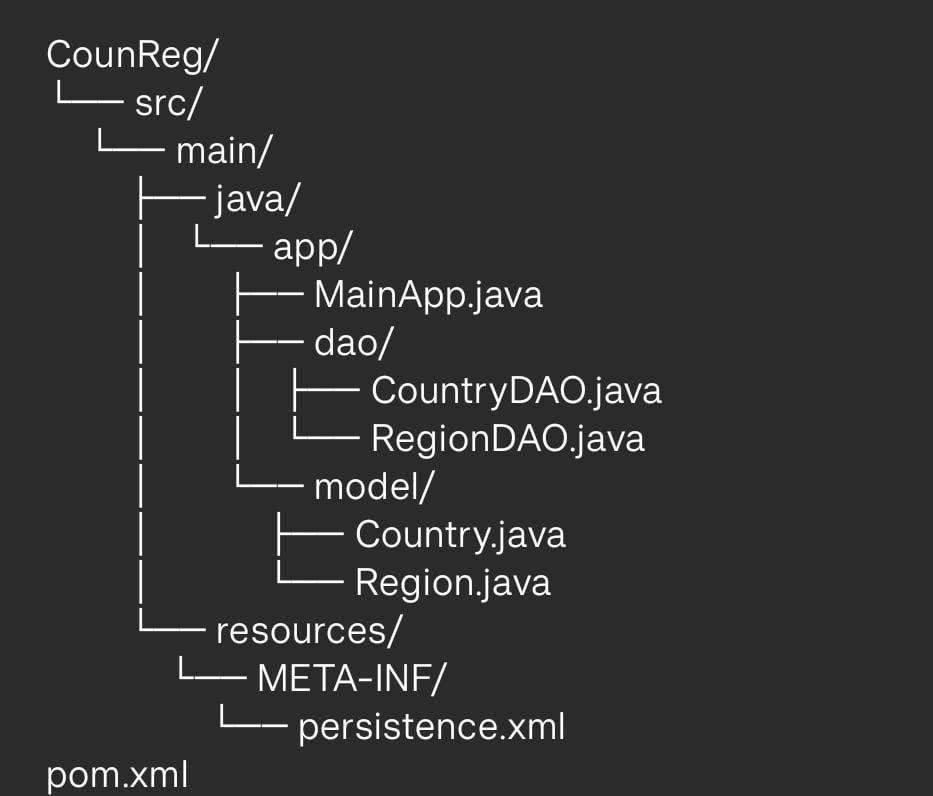 CounReg/
└── src/
└── main/
├── java/
│ └── app/
│ ├── MainApp.java
│ ├── dao/
│ │ ├── CountryDAO.java
│ │ └── RegionDAO.java
│ └── model/
│ ├── Country.java
│ └── Region.java
└── resources/
└── META-INF/
└── persistence.xml
pom.xml